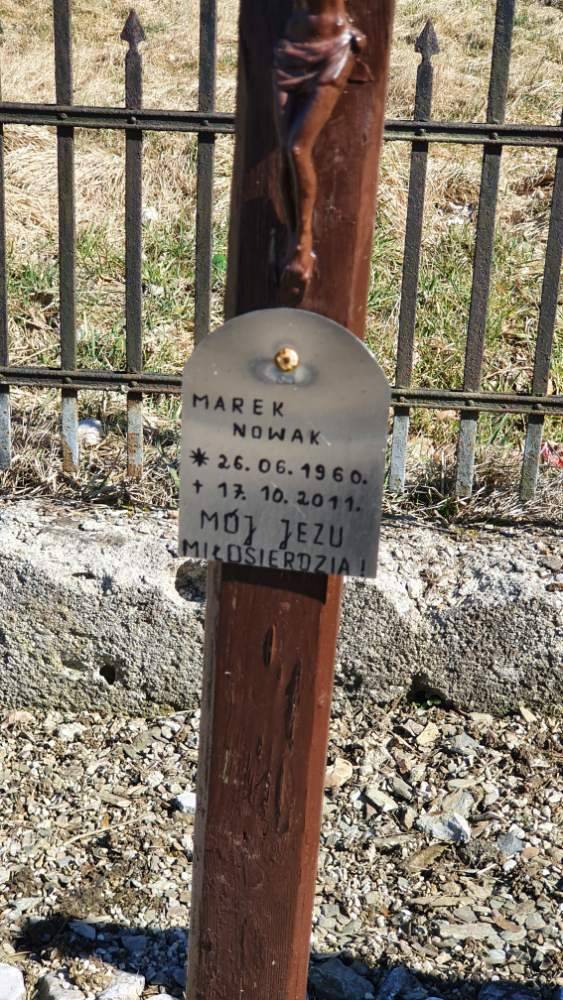 MAREK
NOWAK
* 26.06.1960.
† 17.10.2011.
MÓJ JEZU
MIŁOSIERDZIA!